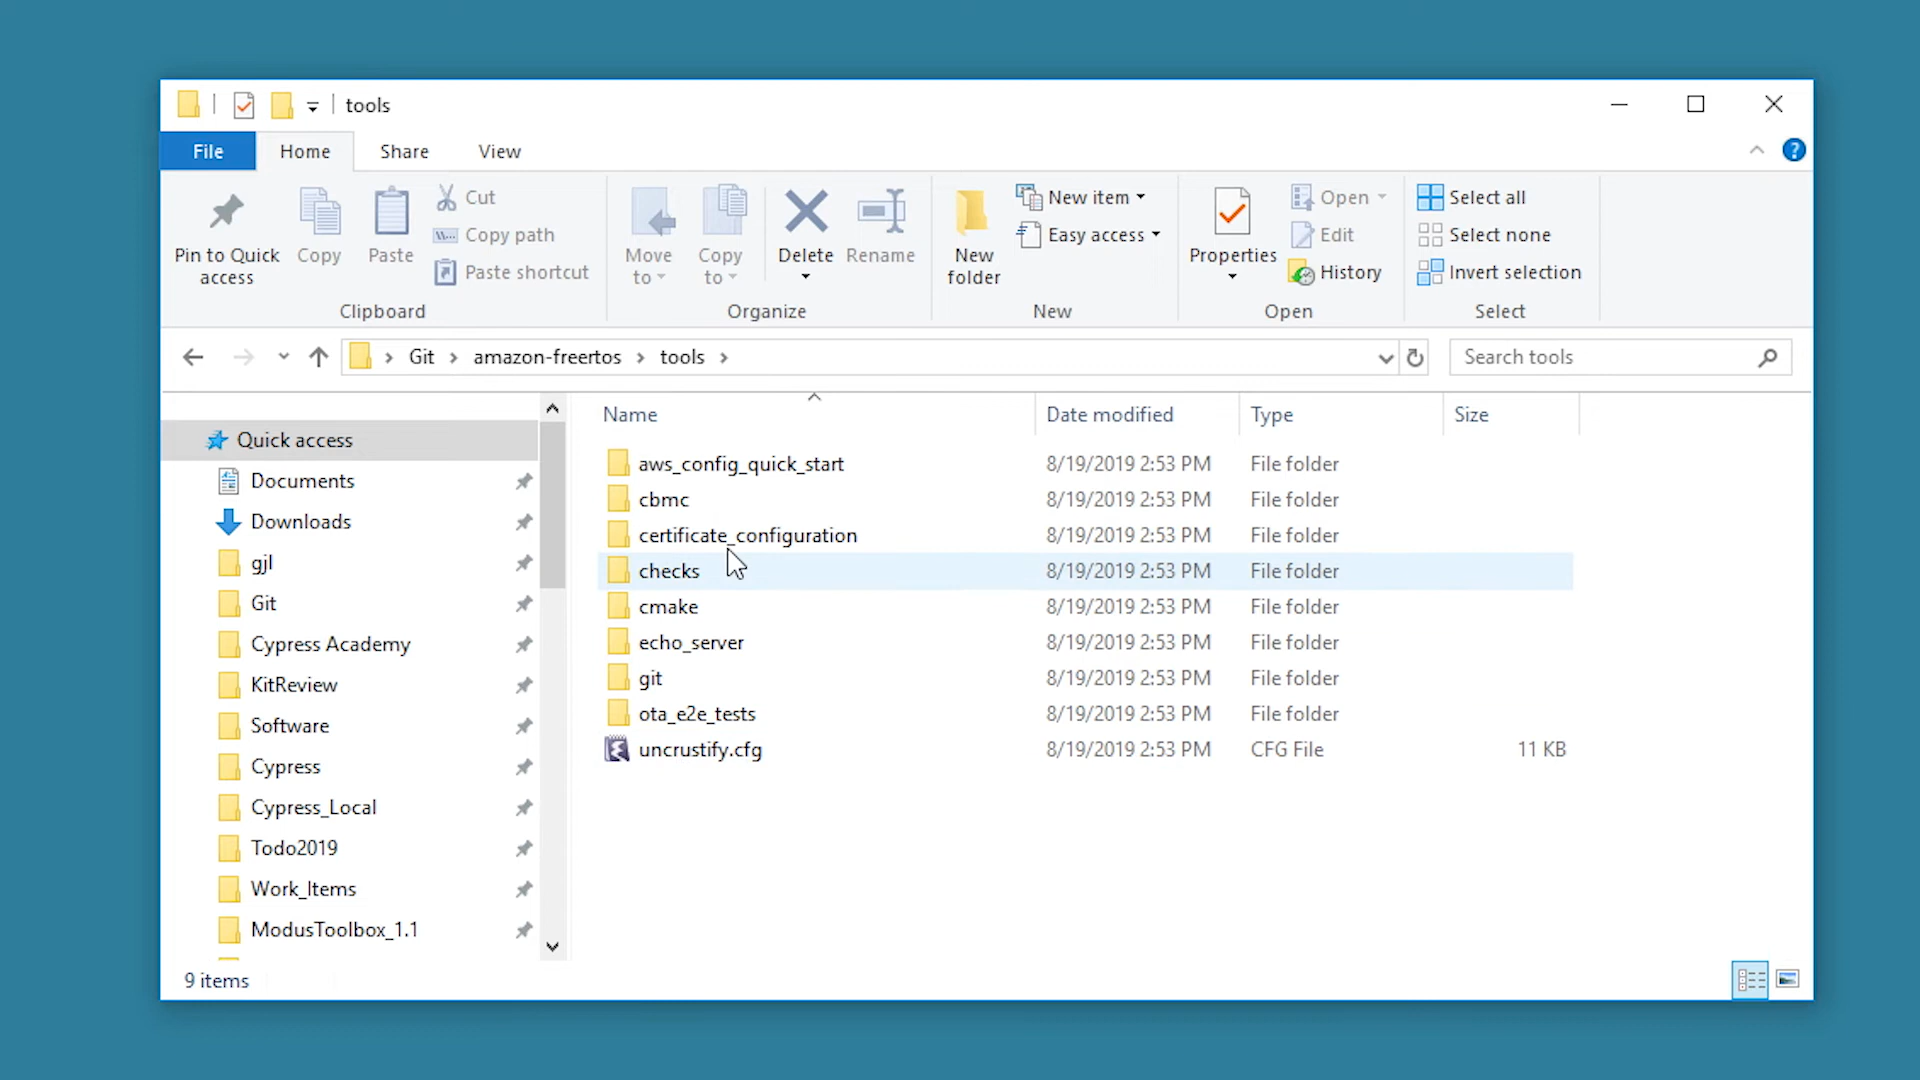 tools
File Home Share View
Pin to Quick access
Copy
Paste
Cut
Copy path
Paste shortcut
Clipboard
Move to
Copy to
Delete
Rename
Organize
New folder
New item
Easy access
New
Properties
Open
Edit
History
Open
Select all
Select none
Invert selection
Select
Git amazon-freertos tools
Search tools
Quick access
Documents
Downloads
gjl
Git
Cypress Academy
KitReview
Software
Cypress
Cypress_Local
Todo2019
Work_Items
ModusToolbox_1.1
Name Date modified Type Size
aws_config_quick_start 8/19/2019 2:53 PM File folder
cbmc 8/19/2019 2:53 PM File folder
certificate_configuration 8/19/2019 2:53 PM File folder
checks 8/19/2019 2:53 PM File folder
cmake 8/19/2019 2:53 PM File folder
echo_server 8/19/2019 2:53 PM File folder
git 8/19/2019 2:53 PM File folder
ota_e2e_tests 8/19/2019 2:53 PM File folder
uncrustify.cfg 8/19/2019 2:53 PM CFG File 11 KB
9 items